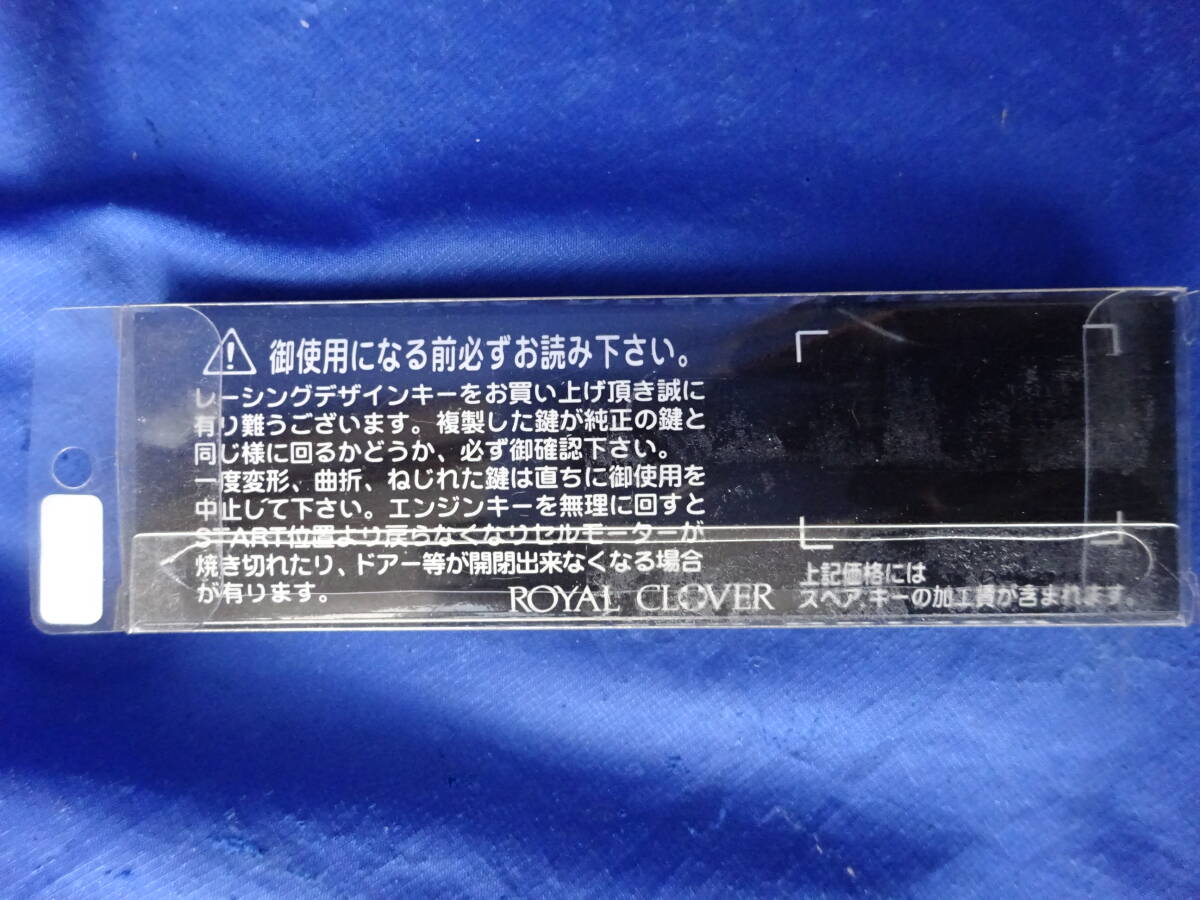 御使用になる前必ずお読み下さい。
レーシングデザインキーをお買い上げ頂き誠に
有り難うございます。複製した鍵が純正の鍵と
同じ様に回るかどうか、必ず御確認下さい。
一度変形、曲折、ねじれた鍵は直ちに御使用を
中止して下さい。エンジンキーを無理に回すと
START位置より戻らなくなりセルモーターが
焼き切れたり、ドアー等が開閉出来なくなる場合
が有ります。
ROYAL CLOVER
上記価格には
スペアーキーの加工賃が含まれます。